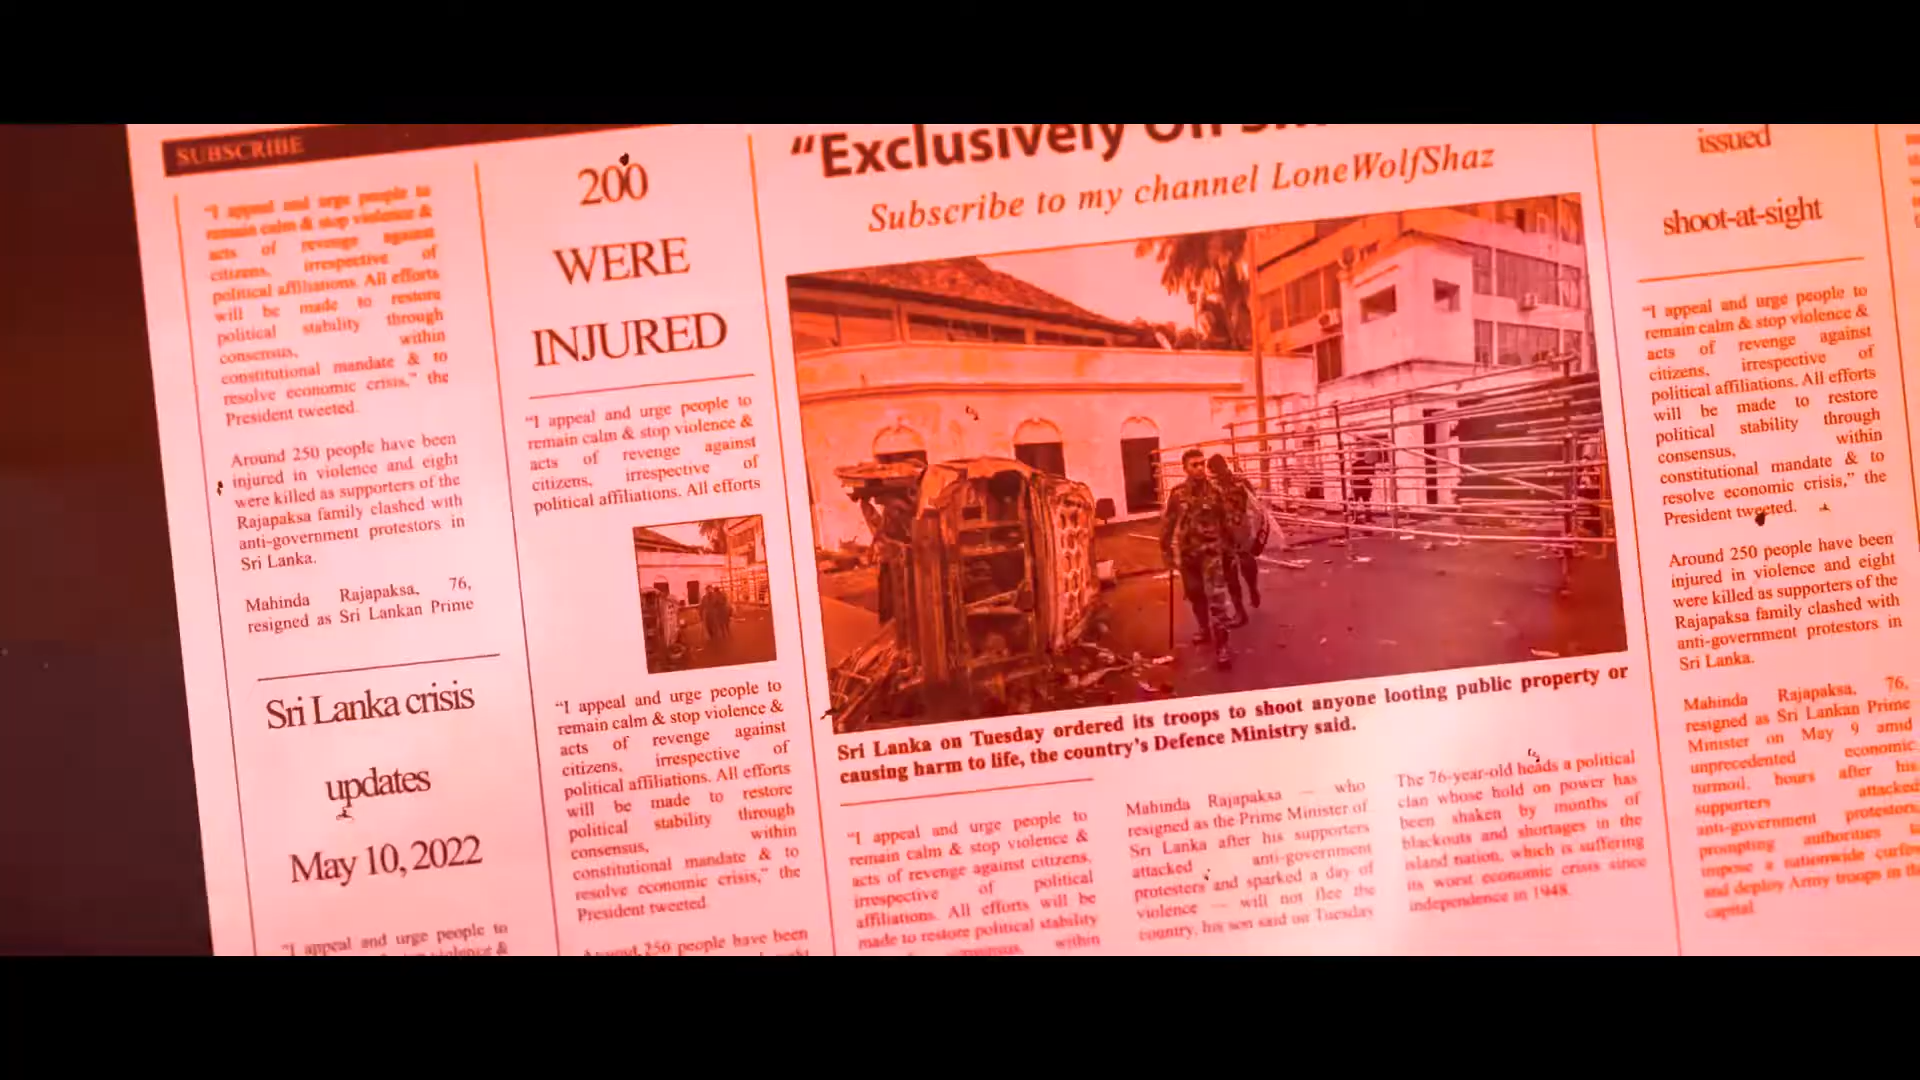 SUBSCRIBE
"I appeal and urge people to
remain calm & stop violence &
acts of revenge against
citizens, irrespective of
political affiliations. All efforts
will be made to restore
political stability through
consensus, within
constitutional mandate & to
resolve economic crisis," the
President tweeted.
Around 250 people have been
injured in violence and eight
were killed as supporters of the
Rajapaksa family clashed with
anti-government protestors in
Sri Lanka.
Mahinda Rajapaksa, 76,
resigned as Sri Lankan Prime
Sri Lanka crisis
updates
May 10, 2022
"I appeal and urge people to
200
WERE
INJURED
"I appeal and urge people to
remain calm & stop violence &
acts of revenge against
citizens, irrespective of
political affiliations. All efforts
"I appeal and urge people to
remain calm & stop violence &
acts of revenge against
citizens, irrespective of
political affiliations. All efforts
will be made to restore
political stability through
consensus, within
constitutional mandate & to
resolve economic crisis," the
President tweeted.
Around 250 people have been
"Exclusively On
Subscribe to my channel LoneWolfShaz
Sri Lanka on Tuesday ordered its troops to shoot anyone looting public property or
causing harm to life, the country's Defence Ministry said.
"I appeal and urge people to
remain calm & stop violence &
acts of revenge against citizens,
irrespective of political
affiliations. All efforts will be
made to restore political stability
within
Mahinda Rajapaksa — who
resigned as the Prime Minister of
Sri Lanka after his supporters
attacked anti-government
protesters and sparked a day of
violence — will not flee the
country, his son said on Tuesday
The 76-year-old heads a political
clan whose hold on power has
been shaken by months of
blackouts and shortages in the
island nation, which is suffering
its worst economic crisis since
independence in 1948.
issued
shoot-at-sight
"I appeal and urge people to
remain calm & stop violence &
acts of revenge against
citizens, irrespective of
political affiliations. All efforts
will be made to restore
political stability through
consensus, within
constitutional mandate & to
resolve economic crisis," the
President tweeted.
Around 250 people have been
injured in violence and eight
were killed as supporters of the
Rajapaksa family clashed with
anti-government protestors in
Sri Lanka.
Mahinda Rajapaksa, 76,
resigned as Sri Lankan Prime
Minister on May 9 amid
unprecedented economic
turmoil, hours after his
supporters attacked
anti-government protestors,
prompting authorities to
impose a nationwide curfew
and deploy Army troops in the
capital.